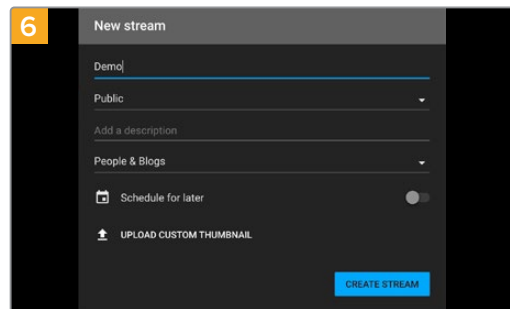 6
New stream
Demo
Public
Add a description
People & Blogs
Schedule for later
UPLOAD CUSTOM THUMBNAIL
CREATE STREAM